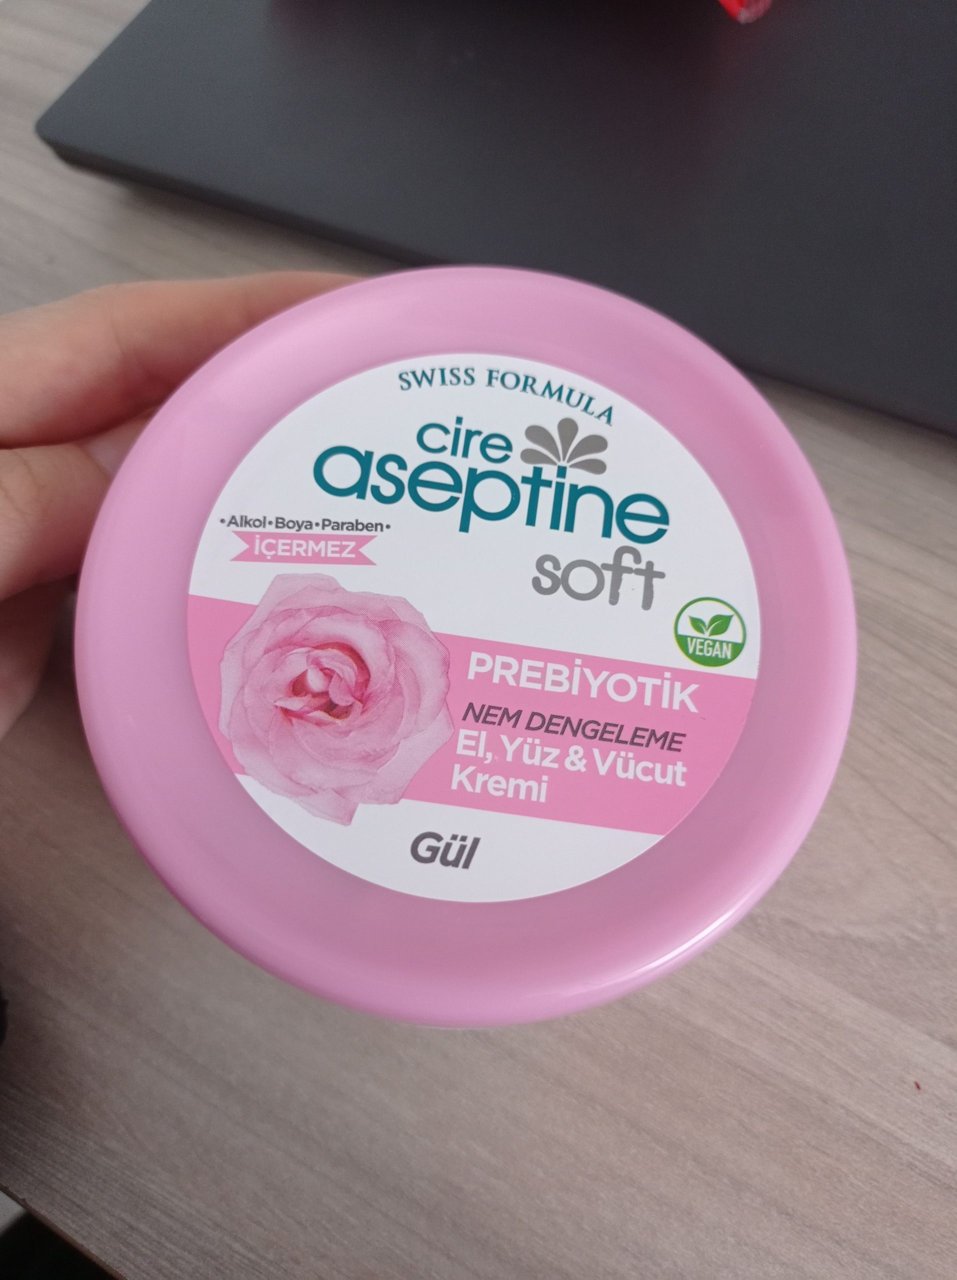 SWISS FORMULA
cire
aseptine
soft
•Alkol•Boya•Paraben•
İÇERMEZ
VEGAN
PREBİYOTİK
NEM DENGELEME
El, Yüz & Vücut
Kremi
Gül